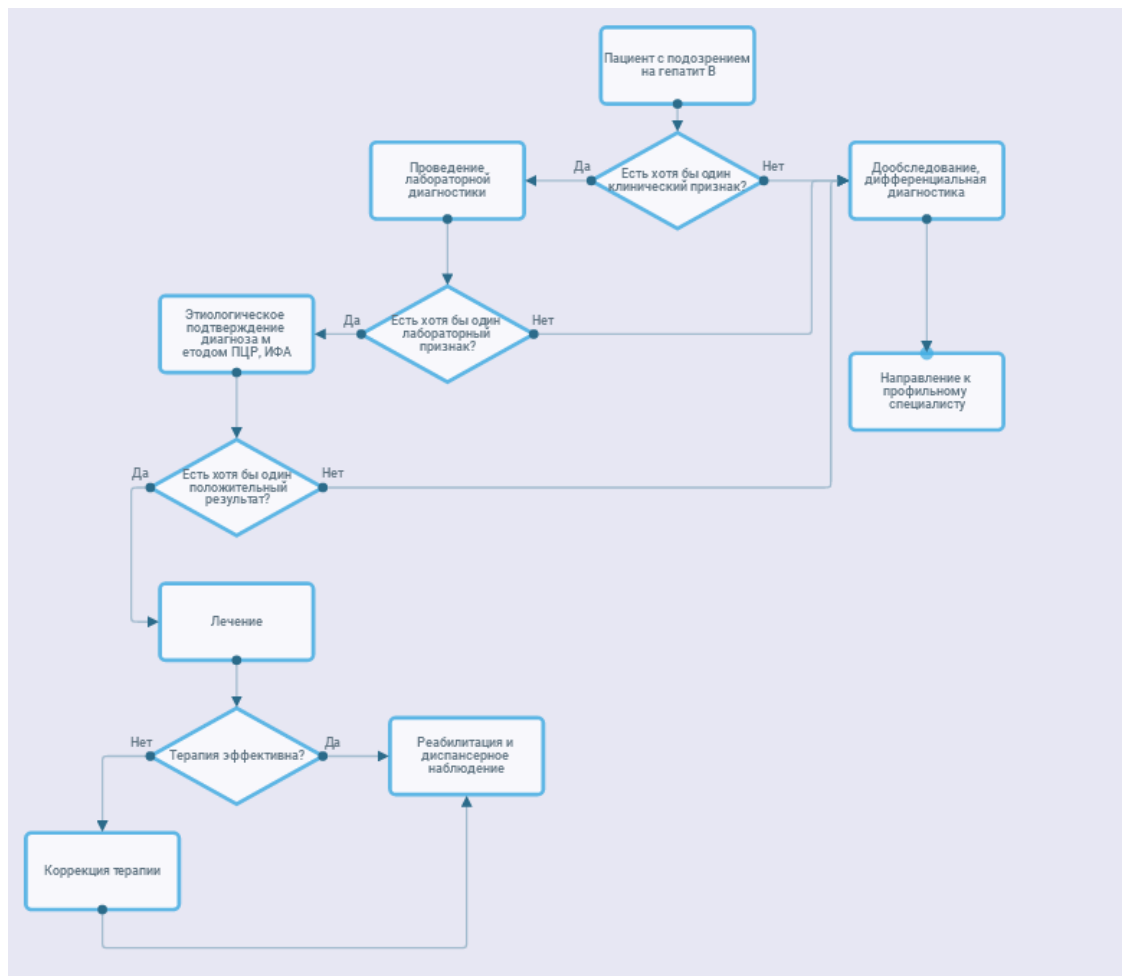 Пациент с подозрением
на гепатит В
Да
Есть хотя бы один
клинический признак?
Нет
Проведение
лабораторной
диагностики
Дообследование,
дифференциальная
диагностика
Этиологическое
подтверждение
диагноза м
етодом ПЦР, ИФА
Да
Есть хотя бы один
лабораторный
признак?
Нет
Направление к
профильному
специалисту
Да
Есть хотя бы один
положительный
результат?
Нет
Лечение
Нет
Терапия эффективна?
Да
Реабилитация и
диспансерное
наблюдение
Коррекция терапии